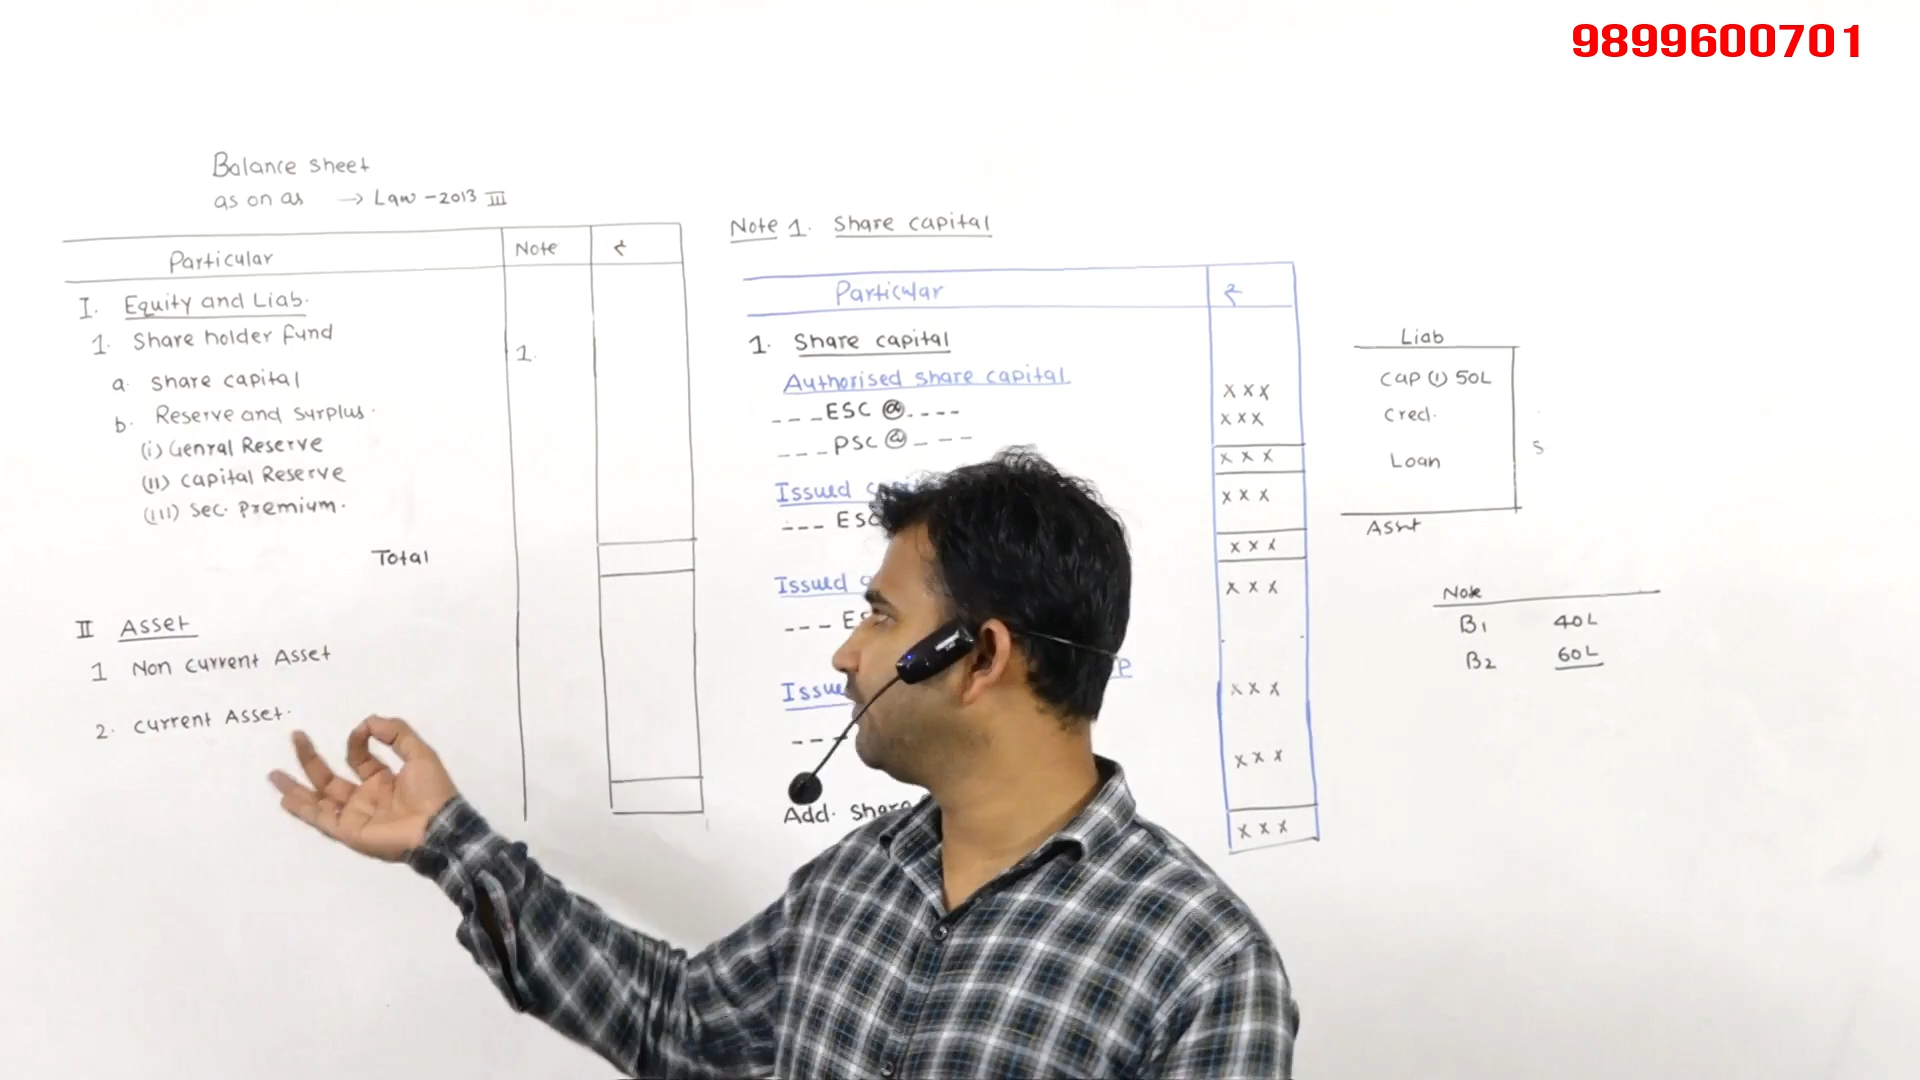 9899600701
Balance sheet
as on as → Law - 2013 III
Particular Note ₹
I. Equity and Liab.
1. Share holder fund
1.
a. Share capital
b. Reserve and Surplus.
(i) Genral Reserve
(II) Capital Reserve
(III) Sec. Premium.
Total
II Asset
1 Non current Asset
2. Current Asset.
Note 1. Share capital
Particular ₹
1. Share capital
Authorised share capital xxx
---ESC @---- xxx
---PSC @--- xxx
Issued xxx
--- ESC xxx
Issued xxx
---
Issued xxx
--- xxx
Add. Share xxx
Liab
Cap (1) 50L
Cred.
Loan
Asst
S
Note
B1 40L
B2 60L